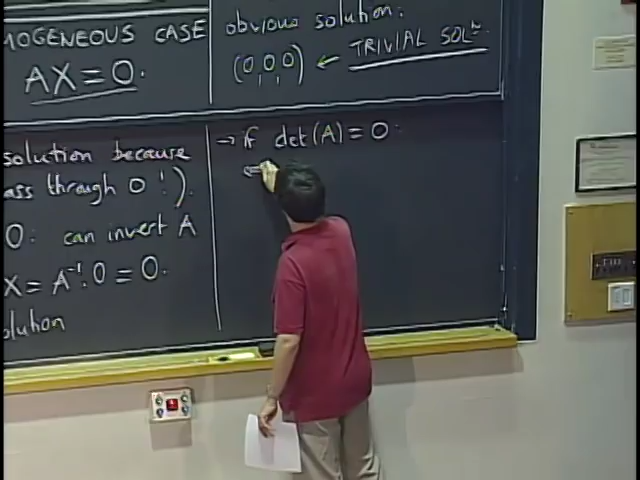 MOGENEOUS CASE
AX = 0.
obvious solution:
(0,0,0) ← TRIVIAL SOLⁿ.
solution because
ass through 0!).
0: can invert A
X = A⁻¹.0 = 0.
olution
→ if det(A) = 0:
⇔